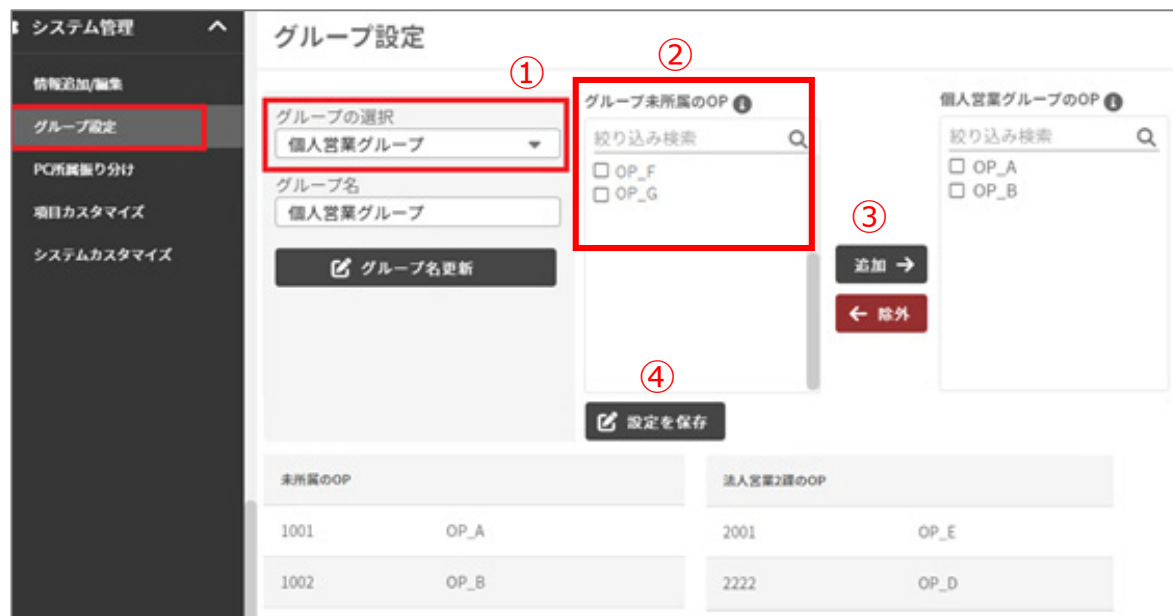 システム管理
情報追加/編集
グループ設定
PC所属振り分け
項目カスタマイズ
システムカスタマイズ
グループ設定
①
②
グループの選択
個人営業グループ
グループ名
個人営業グループ
グループ名更新
グループ未所属のOP
絞り込み検索
OP_F
OP_G
③
追加 →
← 除外
個人営業グループのOP
絞り込み検索
OP_A
OP_B
④
設定を保存
未所属のOP
1001 OP_A
1002 OP_B
法人営業2課のOP
2001 OP_E
2222 OP_D